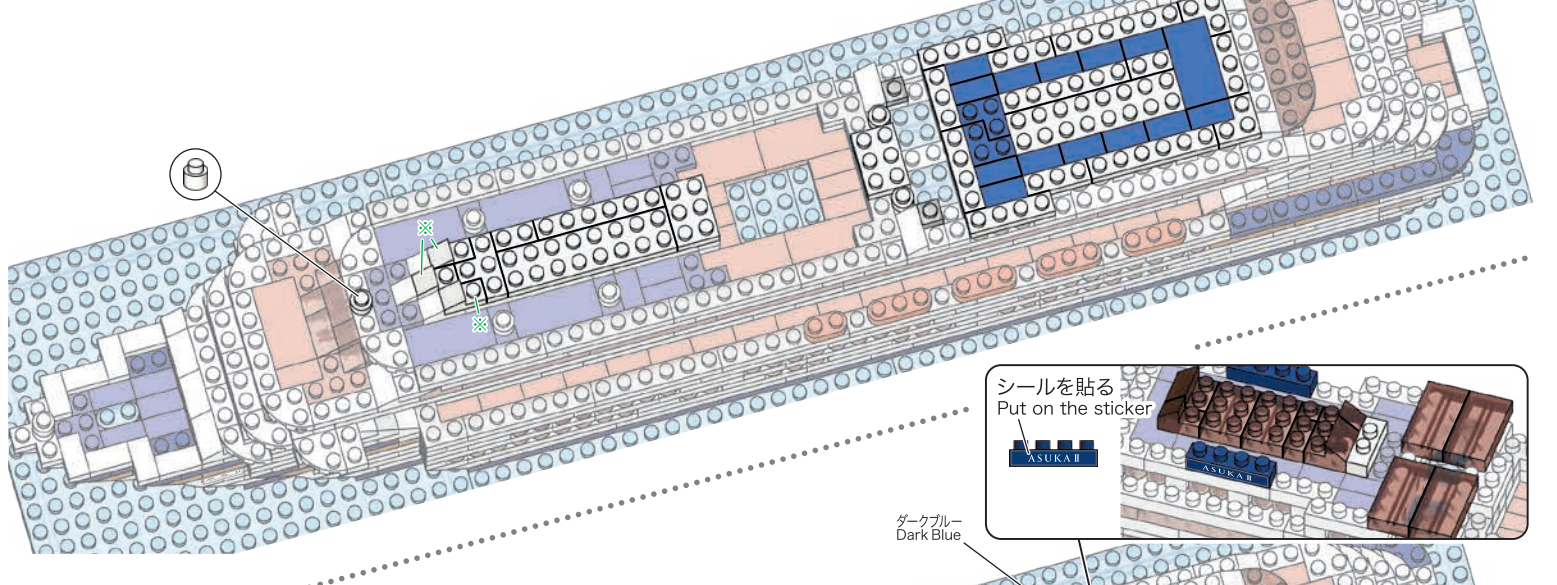 ※
※
シールを貼る
Put on the sticker
ASUKA Ⅱ
ASUKA Ⅱ
ダークブルー
Dark Blue